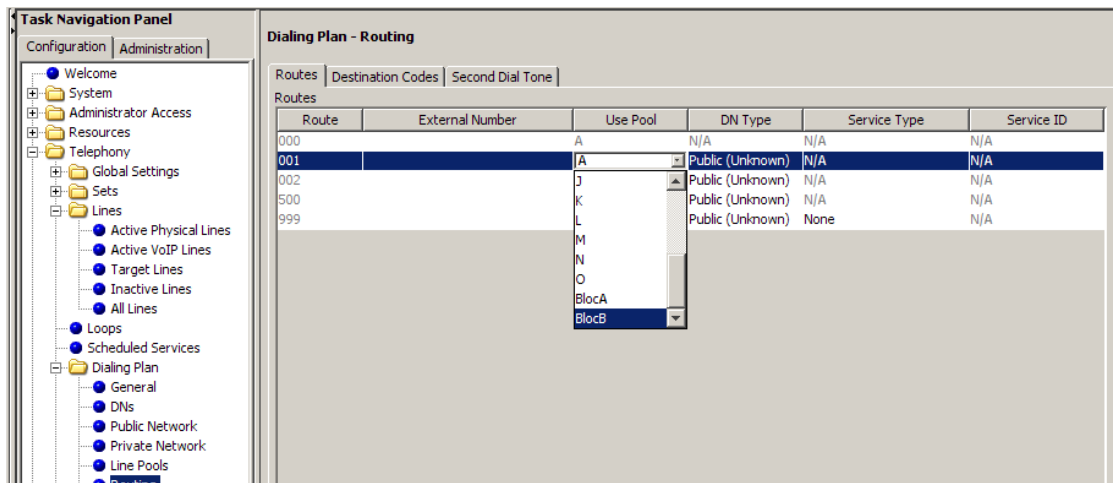 Task Navigation Panel
Configuration Administration
Welcome
System
Administrator Access
Resources
Telephony
Global Settings
Sets
Lines
Active Physical Lines
Active VoIP Lines
Target Lines
Inactive Lines
All Lines
Loops
Scheduled Services
Dialing Plan
General
DNs
Public Network
Private Network
Line Pools
Routing
Dialing Plan - Routing
Routes Destination Codes Second Dial Tone
Routes
Route External Number Use Pool DN Type Service Type Service ID
000 A N/A N/A N/A
001 A Public (Unknown) N/A N/A
002 J Public (Unknown) N/A N/A
500 K Public (Unknown) N/A N/A
999 L Public (Unknown) None N/A
M
N
O
BlocA
BlocB